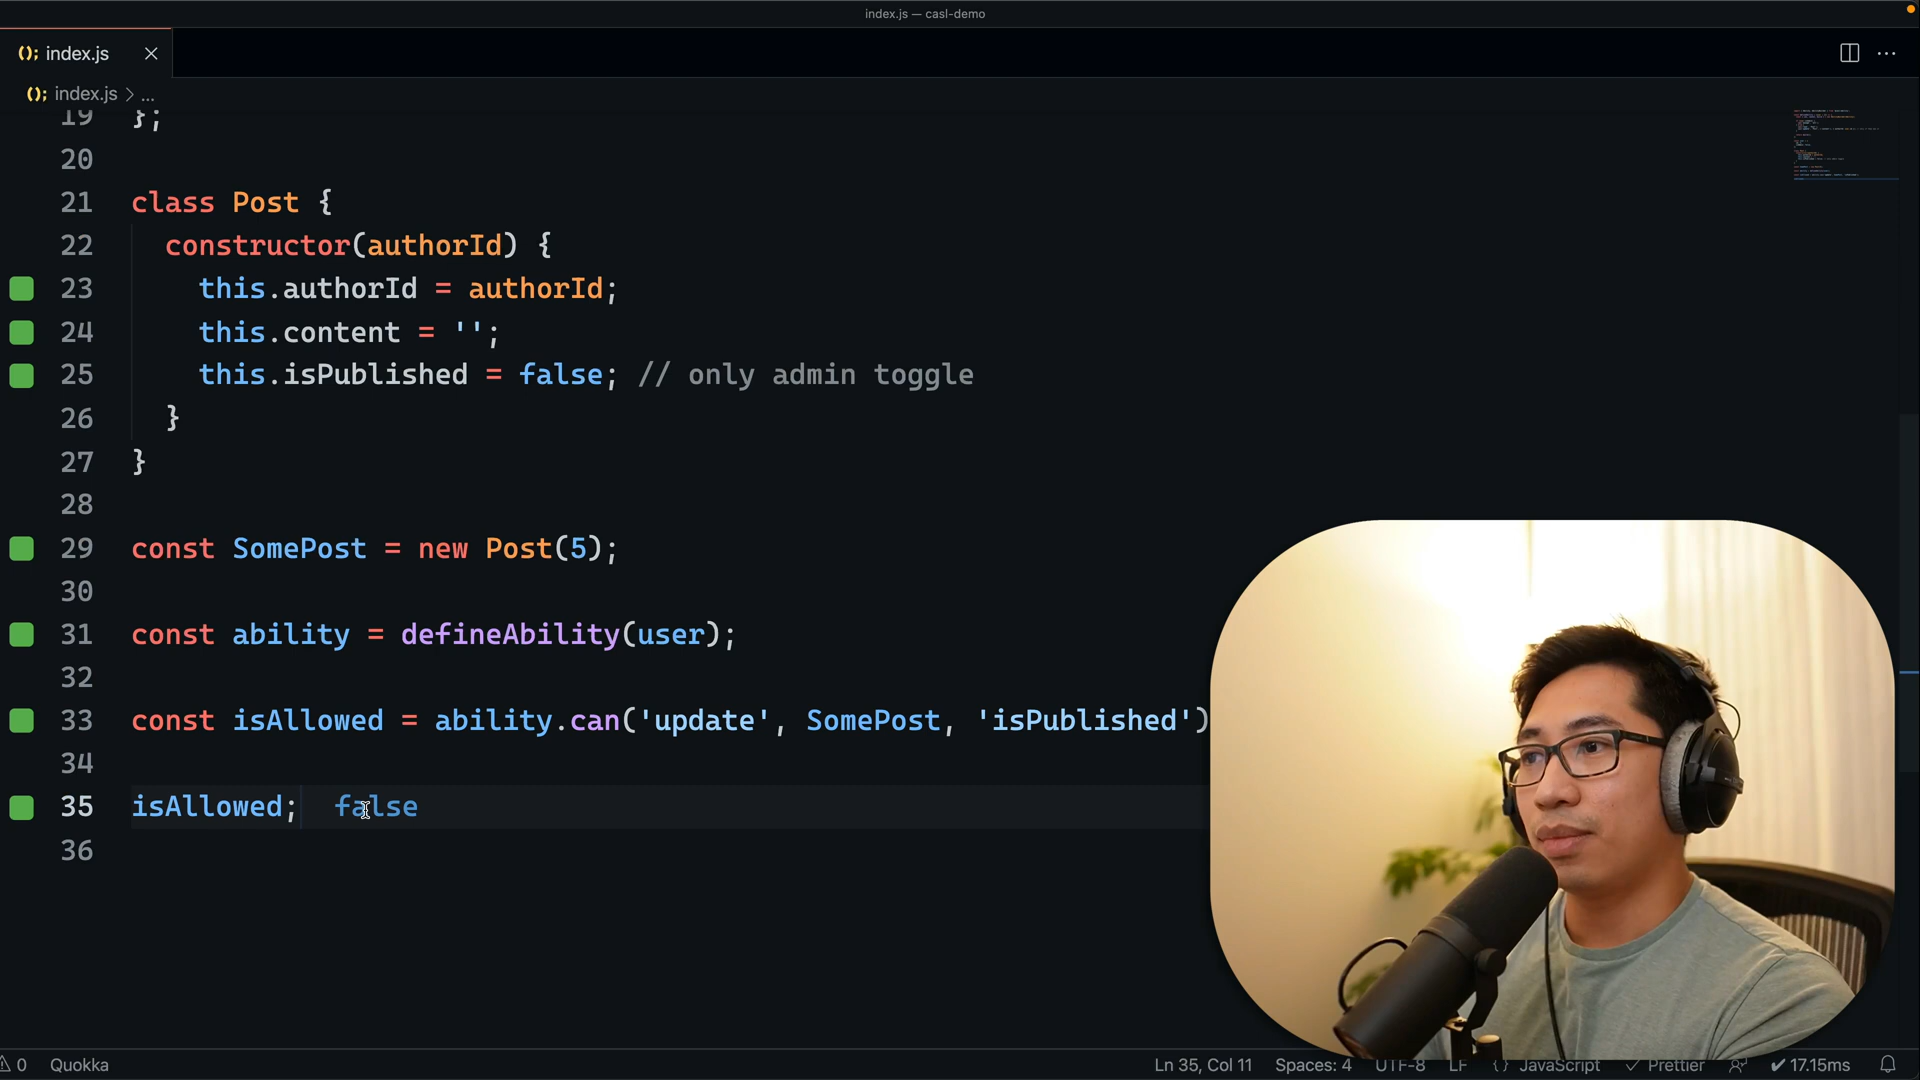 index.js — casl-demo
(); index.js
(); index.js > ...
19 };
20
21 class Post {
22 constructor(authorId) {
23 this.authorId = authorId;
24 this.content = '';
25 this.isPublished = false; // only admin toggle
26 }
27 }
28
29 const SomePost = new Post(5);
30
31 const ability = defineAbility(user);
32
33 const isAllowed = ability.can('update', SomePost, 'isPublished')
34
35 isAllowed; false
36
0 Quokka Ln 35, Col 11 Spaces: 4 UTF-8 LF {} JavaScript ✓ Prettier ✔ 17.15ms